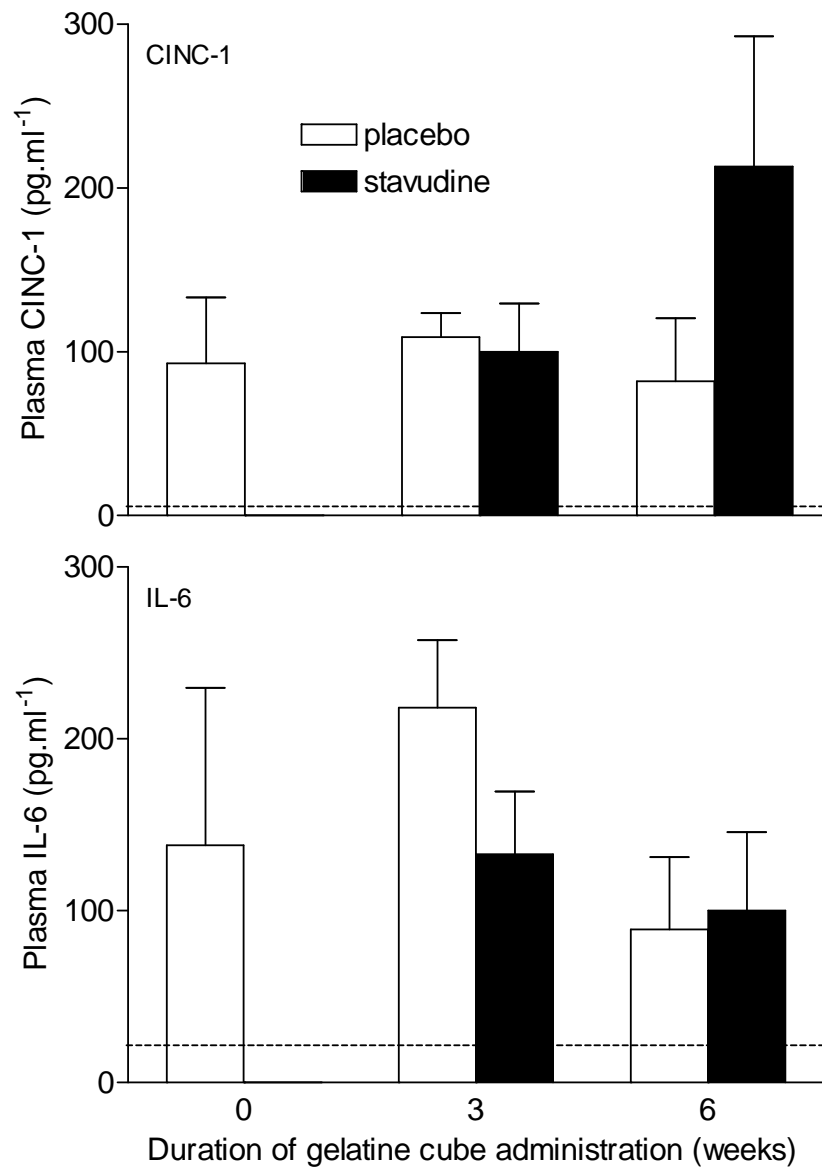 300
CINC-1
placebo
stavudine
200
100
0
Plasma CINC-1 (pg.ml⁻¹)
300
IL-6
200
100
0
Plasma IL-6 (pg.ml⁻¹)
0 3 6
Duration of gelatine cube administration (weeks)